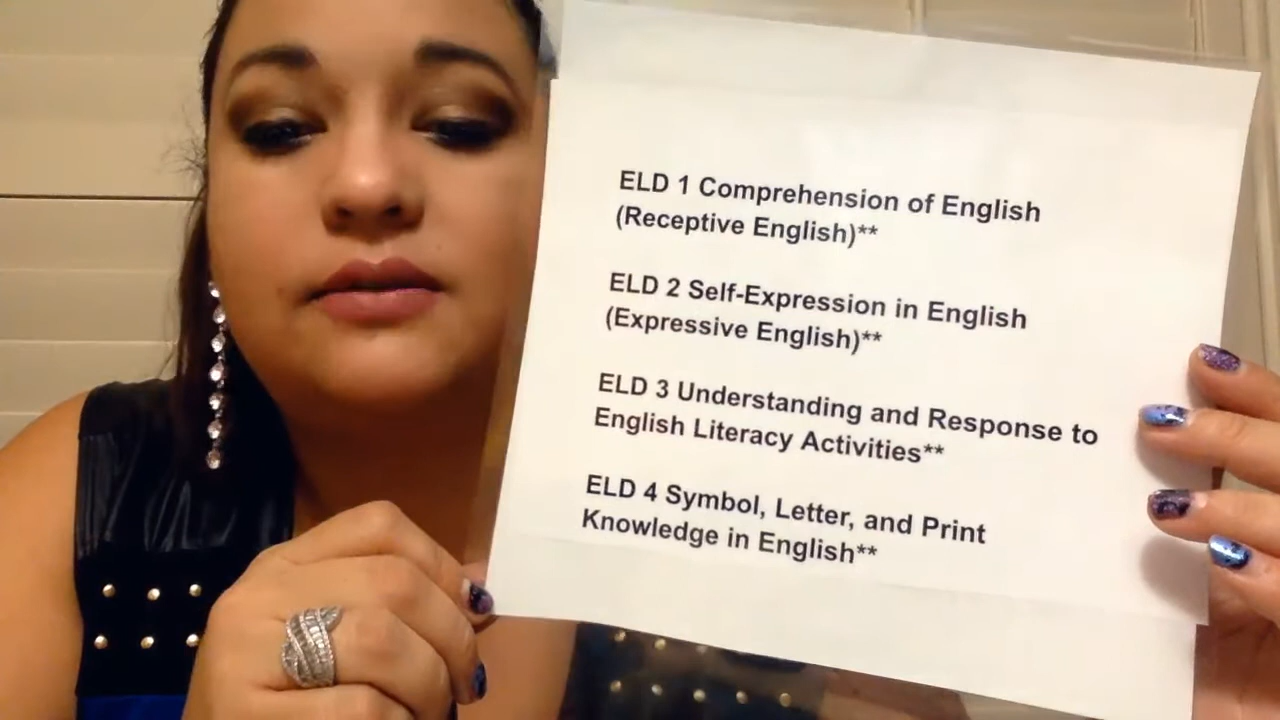 ELD 1 Comprehension of English
(Receptive English)**
ELD 2 Self-Expression in English
(Expressive English)**
ELD 3 Understanding and Response to
English Literacy Activities**
ELD 4 Symbol, Letter, and Print
Knowledge in English**